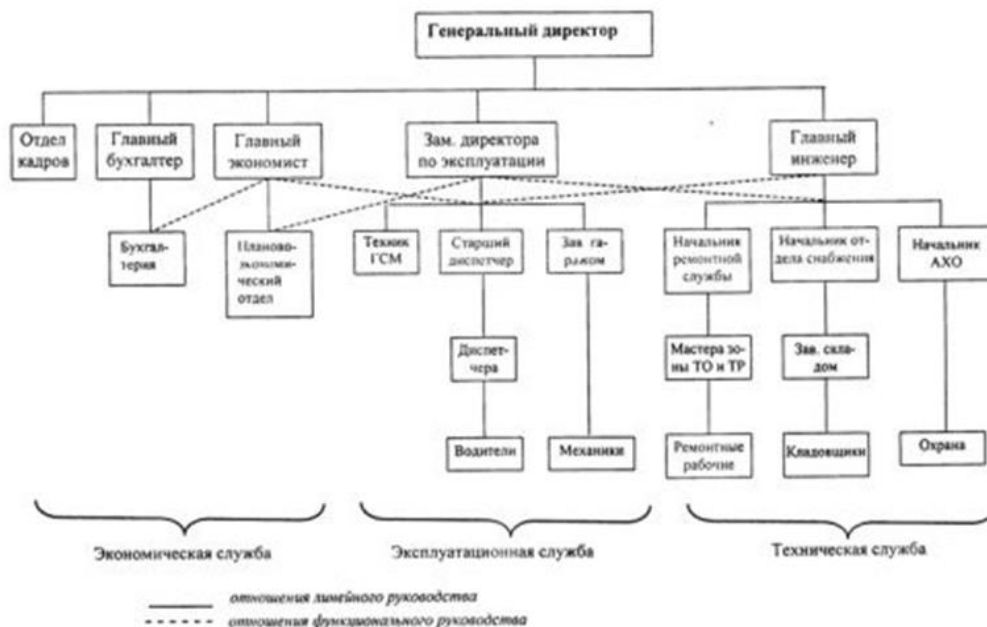 Генеральный директор
Отдел
кадров
Главный
бухгалтер
Главный
экономист
Зам. директора
по эксплуатации
Главный
инженер
Бухгал-
терия
Планово-
экономи-
ческий
отдел
Техник
ГСМ
Старший
диспетчер
Зав. га-
ражом
Начальник
ремонтной
службы
Начальник от-
дела снабжения
Начальник
АХО
Диспет-
чера
Мастера зо-
ны ТО и ТР
Зав. скла-
дом
Водители
Механики
Ремонтные
рабочие
Кладовщики
Охрана
Экономическая служба
Эксплуатационная служба
Техническая служба
отношения линейного руководства
отношения функционального руководства